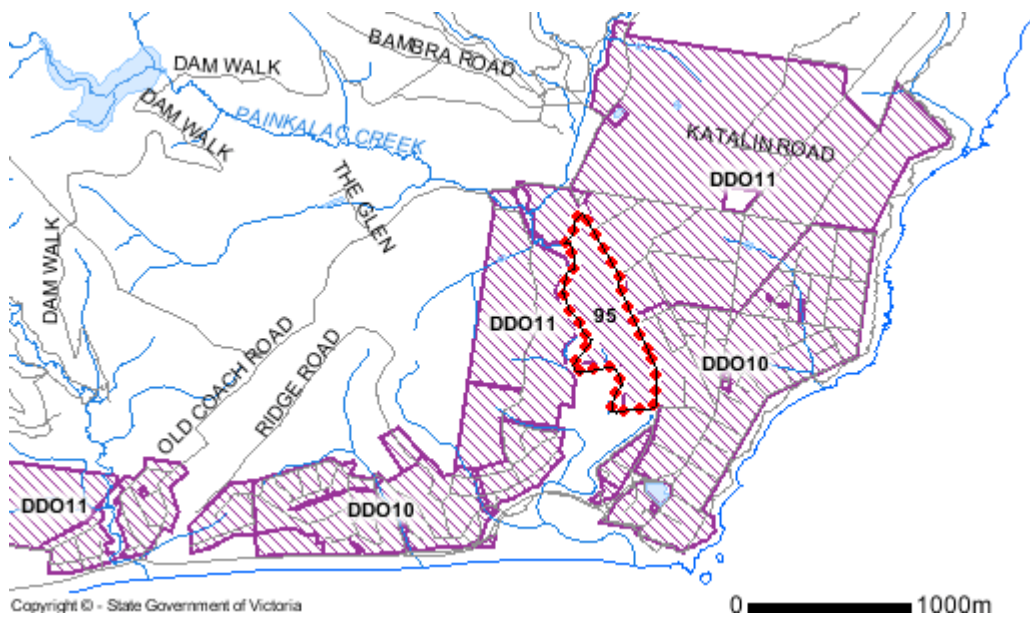 BAMBRA ROAD
DAM WALK
DAM WALK
PAINKALAC CREEK
KATALIN ROAD
DDO11
THE GLEN
DAM WALK
95
DDO11
DDO10
OLD COACH ROAD
RIDGE ROAD
DDO11
DDO10
Copyright © - State Government of Victoria
0 1000m